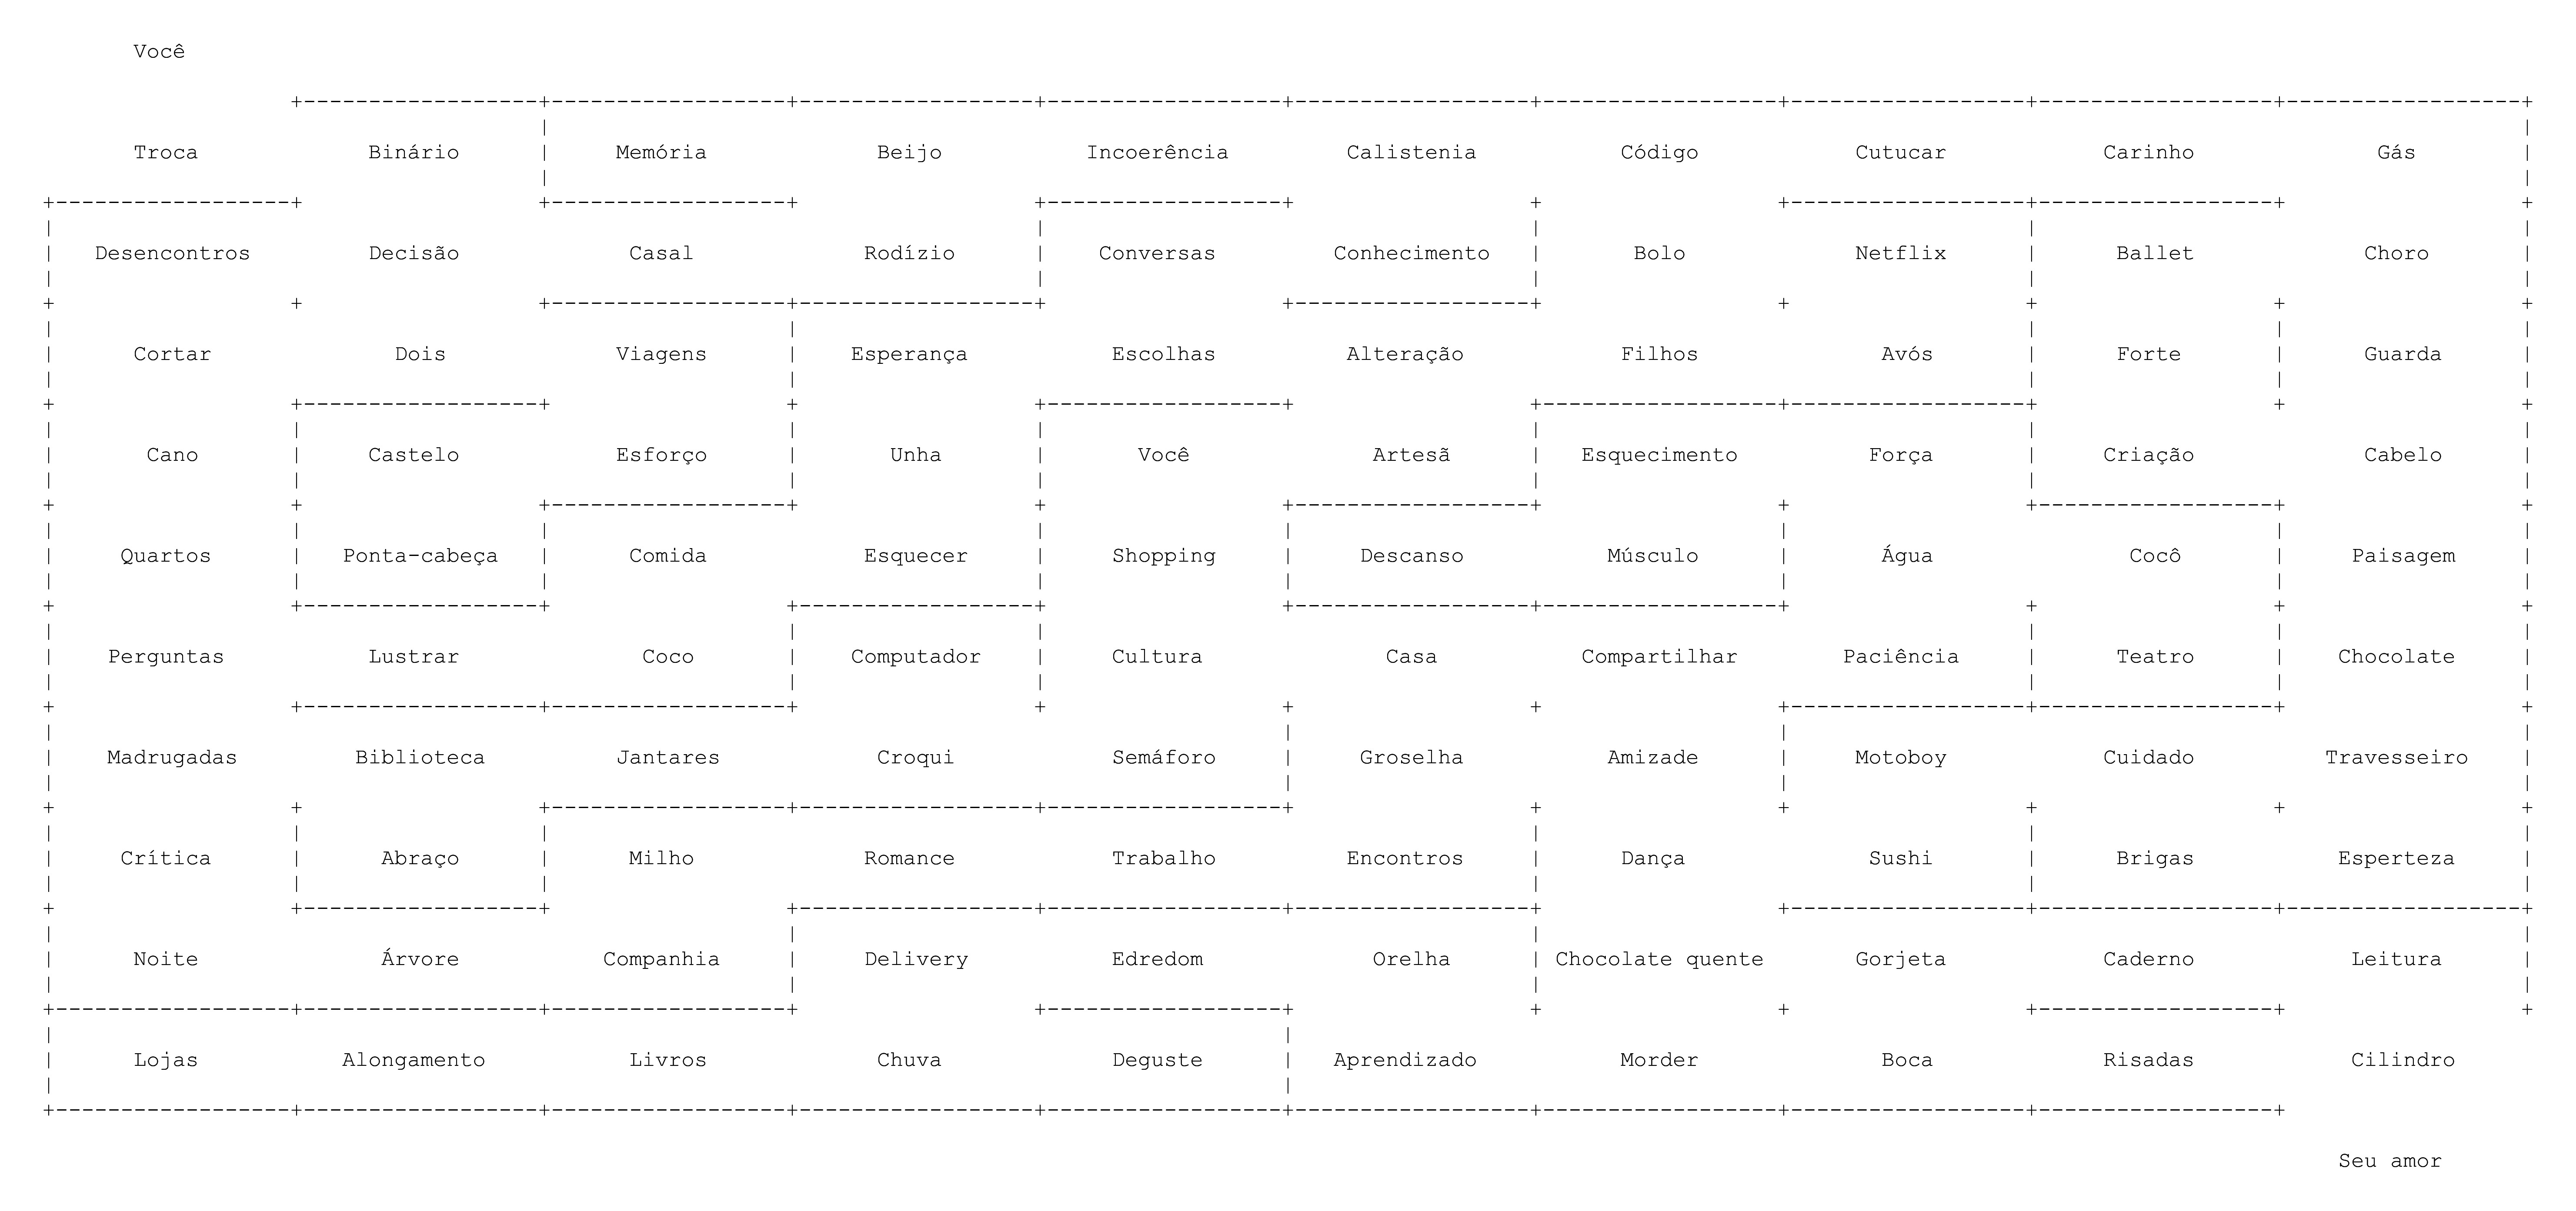 Você
Troca Binário Memória Beijo Incoerência Calistenia Código Cutucar Carinho Gás
Desencontros Decisão Casal Rodízio Conversas Conhecimento Bolo Netflix Ballet Choro
Cortar Dois Viagens Esperança Escolhas Alteração Filhos Avós Forte Guarda
Cano Castelo Esforço Unha Você Artesã Esquecimento Força Criação Cabelo
Quartos Ponta-cabeça Comida Esquecer Shopping Descanso Músculo Água Cocô Paisagem
Perguntas Lustrar Coco Computador Cultura Casa Compartilhar Paciência Teatro Chocolate
Madrugadas Biblioteca Jantares Croqui Semáforo Groselha Amizade Motoboy Cuidado Travesseiro
Crítica Abraço Milho Romance Trabalho Encontros Dança Sushi Brigas Esperteza
Noite Árvore Companhia Delivery Edredom Orelha Chocolate quente Gorjeta Caderno Leitura
Lojas Alongamento Livros Chuva Deguste Aprendizado Morder Boca Risadas Cilindro
Seu amor